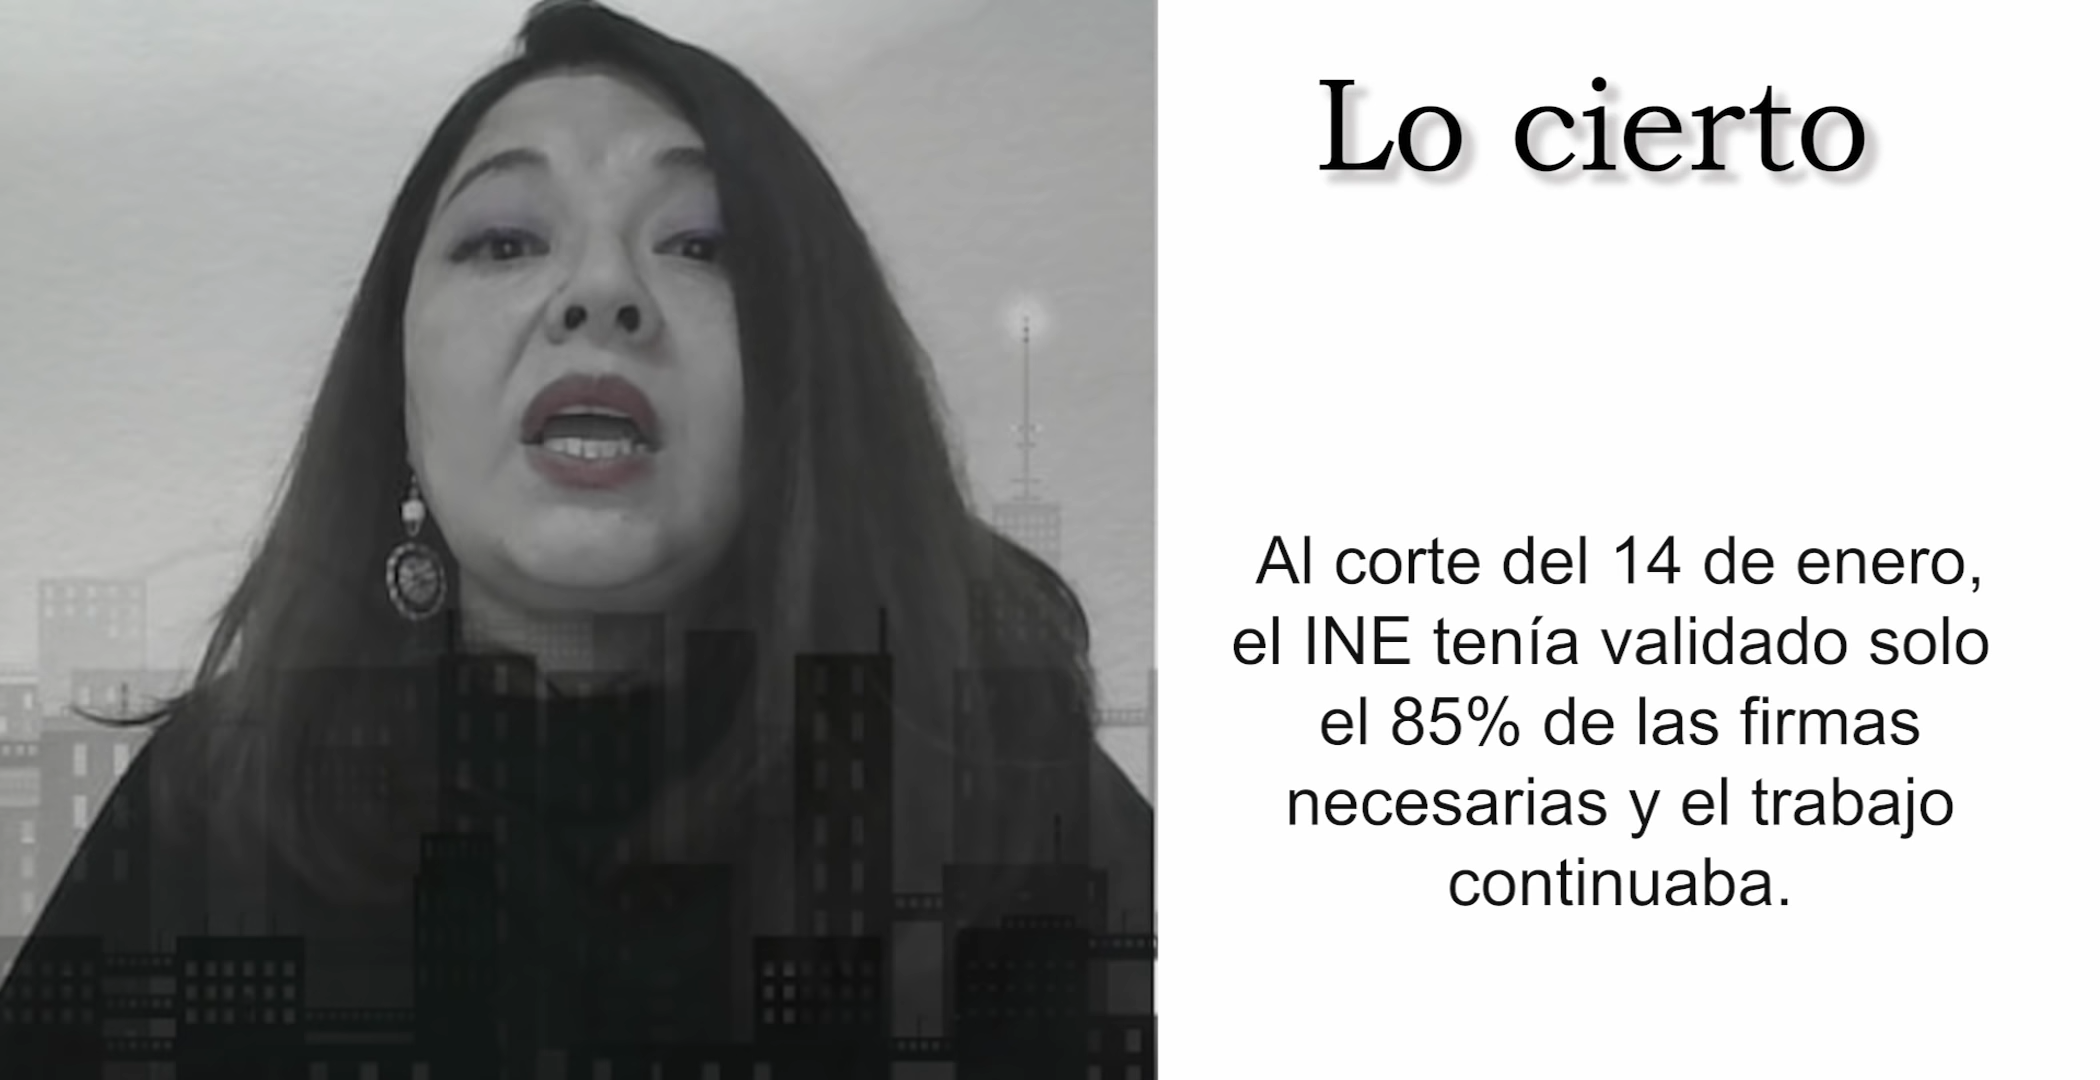 Lo cierto
Al corte del 14 de enero,
el INE tenía validado solo
el 85% de las firmas
necesarias y el trabajo
continuaba.